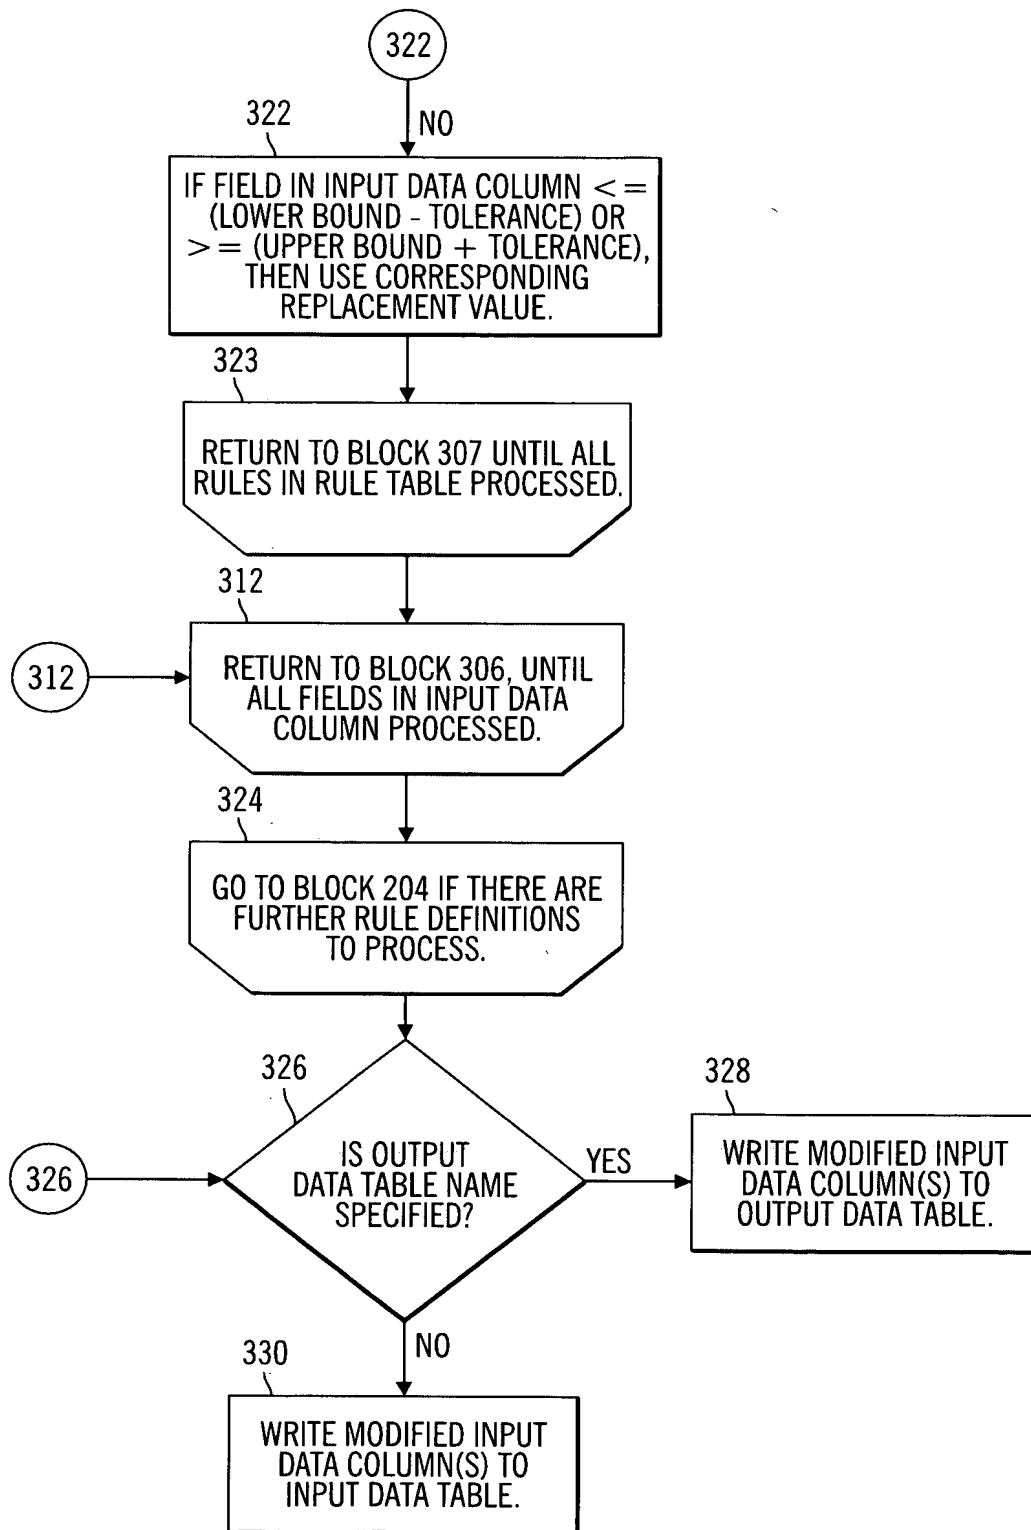 322
NO
322
IF FIELD IN INPUT DATA COLUMN <=
(LOWER BOUND - TOLERANCE) OR
>= (UPPER BOUND + TOLERANCE),
THEN USE CORRESPONDING
REPLACEMENT VALUE.
323
RETURN TO BLOCK 307 UNTIL ALL
RULES IN RULE TABLE PROCESSED.
312
312
RETURN TO BLOCK 306, UNTIL
ALL FIELDS IN INPUT DATA
COLUMN PROCESSED.
324
GO TO BLOCK 204 IF THERE ARE
FURTHER RULE DEFINITIONS
TO PROCESS.
326
326
IS OUTPUT
DATA TABLE NAME
SPECIFIED?
YES
328
WRITE MODIFIED INPUT
DATA COLUMN(S) TO
OUTPUT DATA TABLE.
NO
330
WRITE MODIFIED INPUT
DATA COLUMN(S) TO
INPUT DATA TABLE.